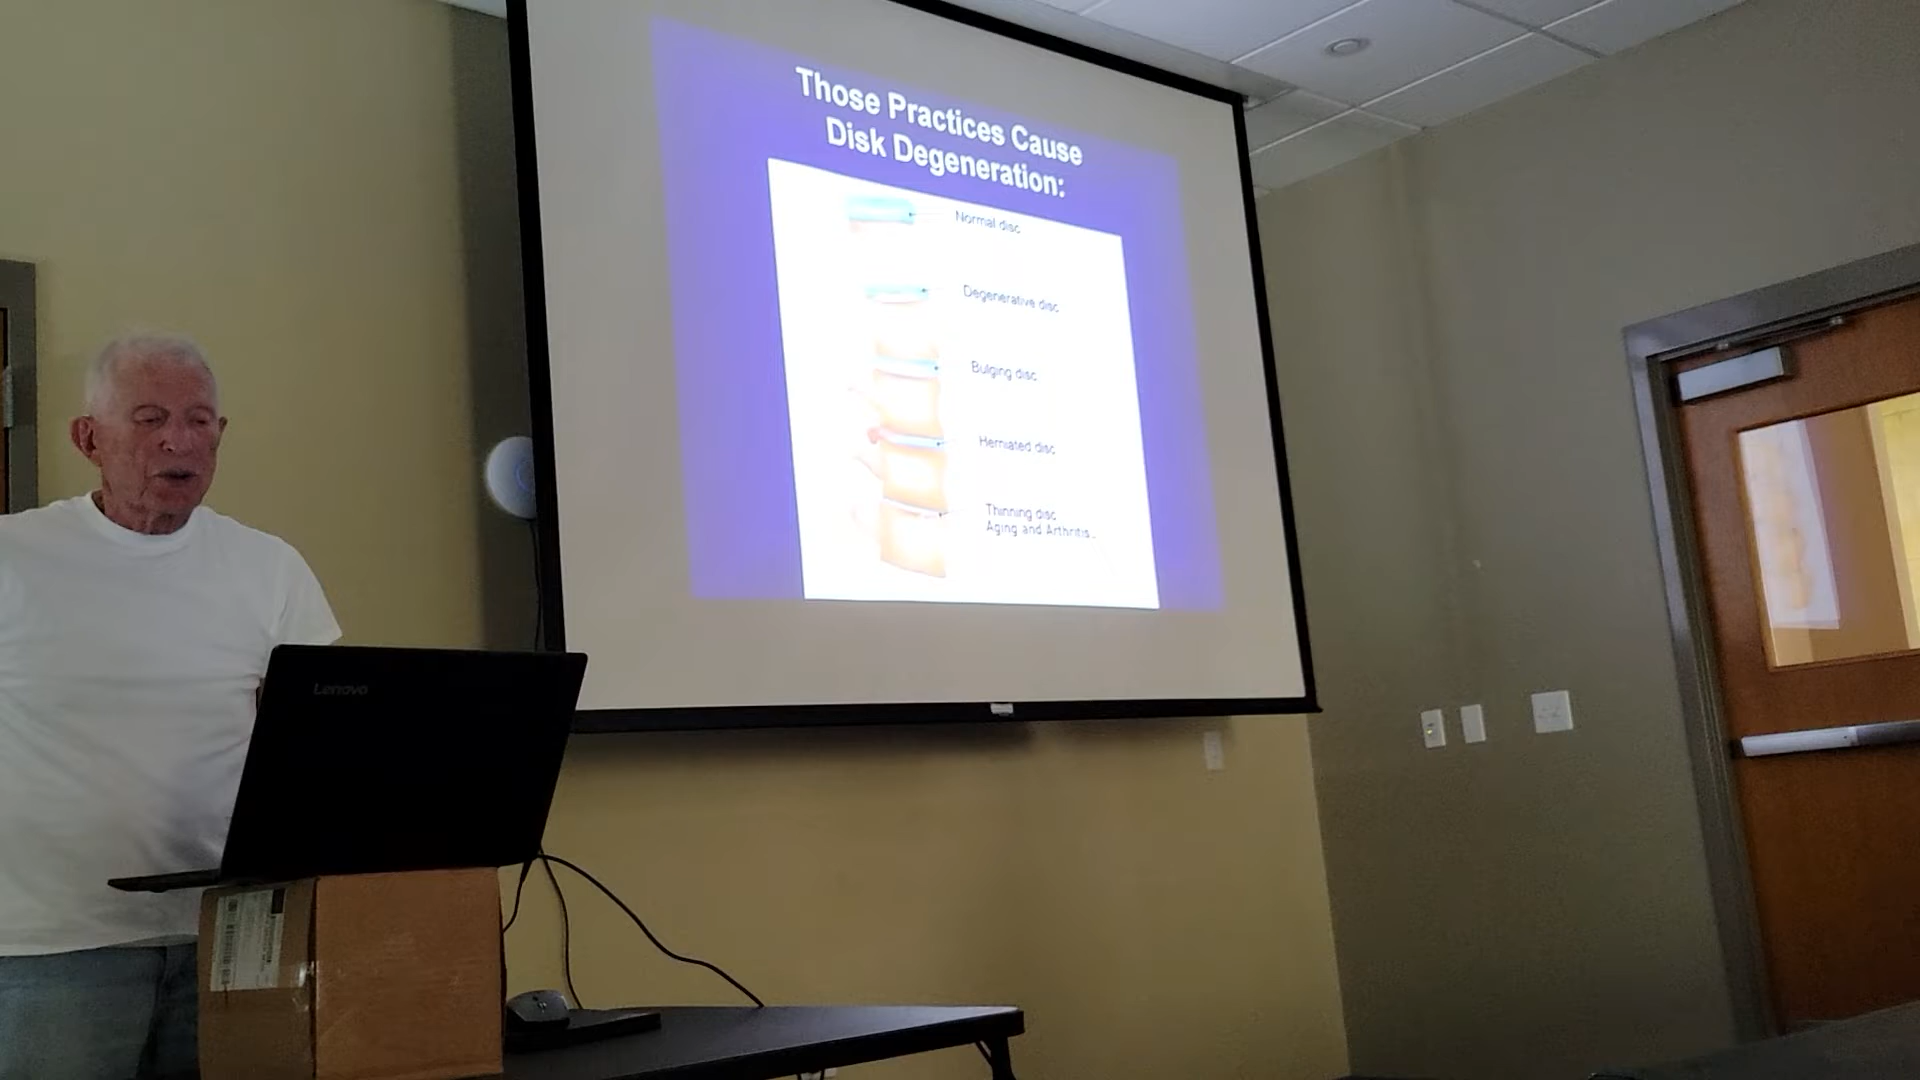 Those Practices Cause
Disk Degeneration:
Normal disc
Degenerative disc
Bulging disc
Herniated disc
Thinning disc
Aging and Arthritis
Lenovo